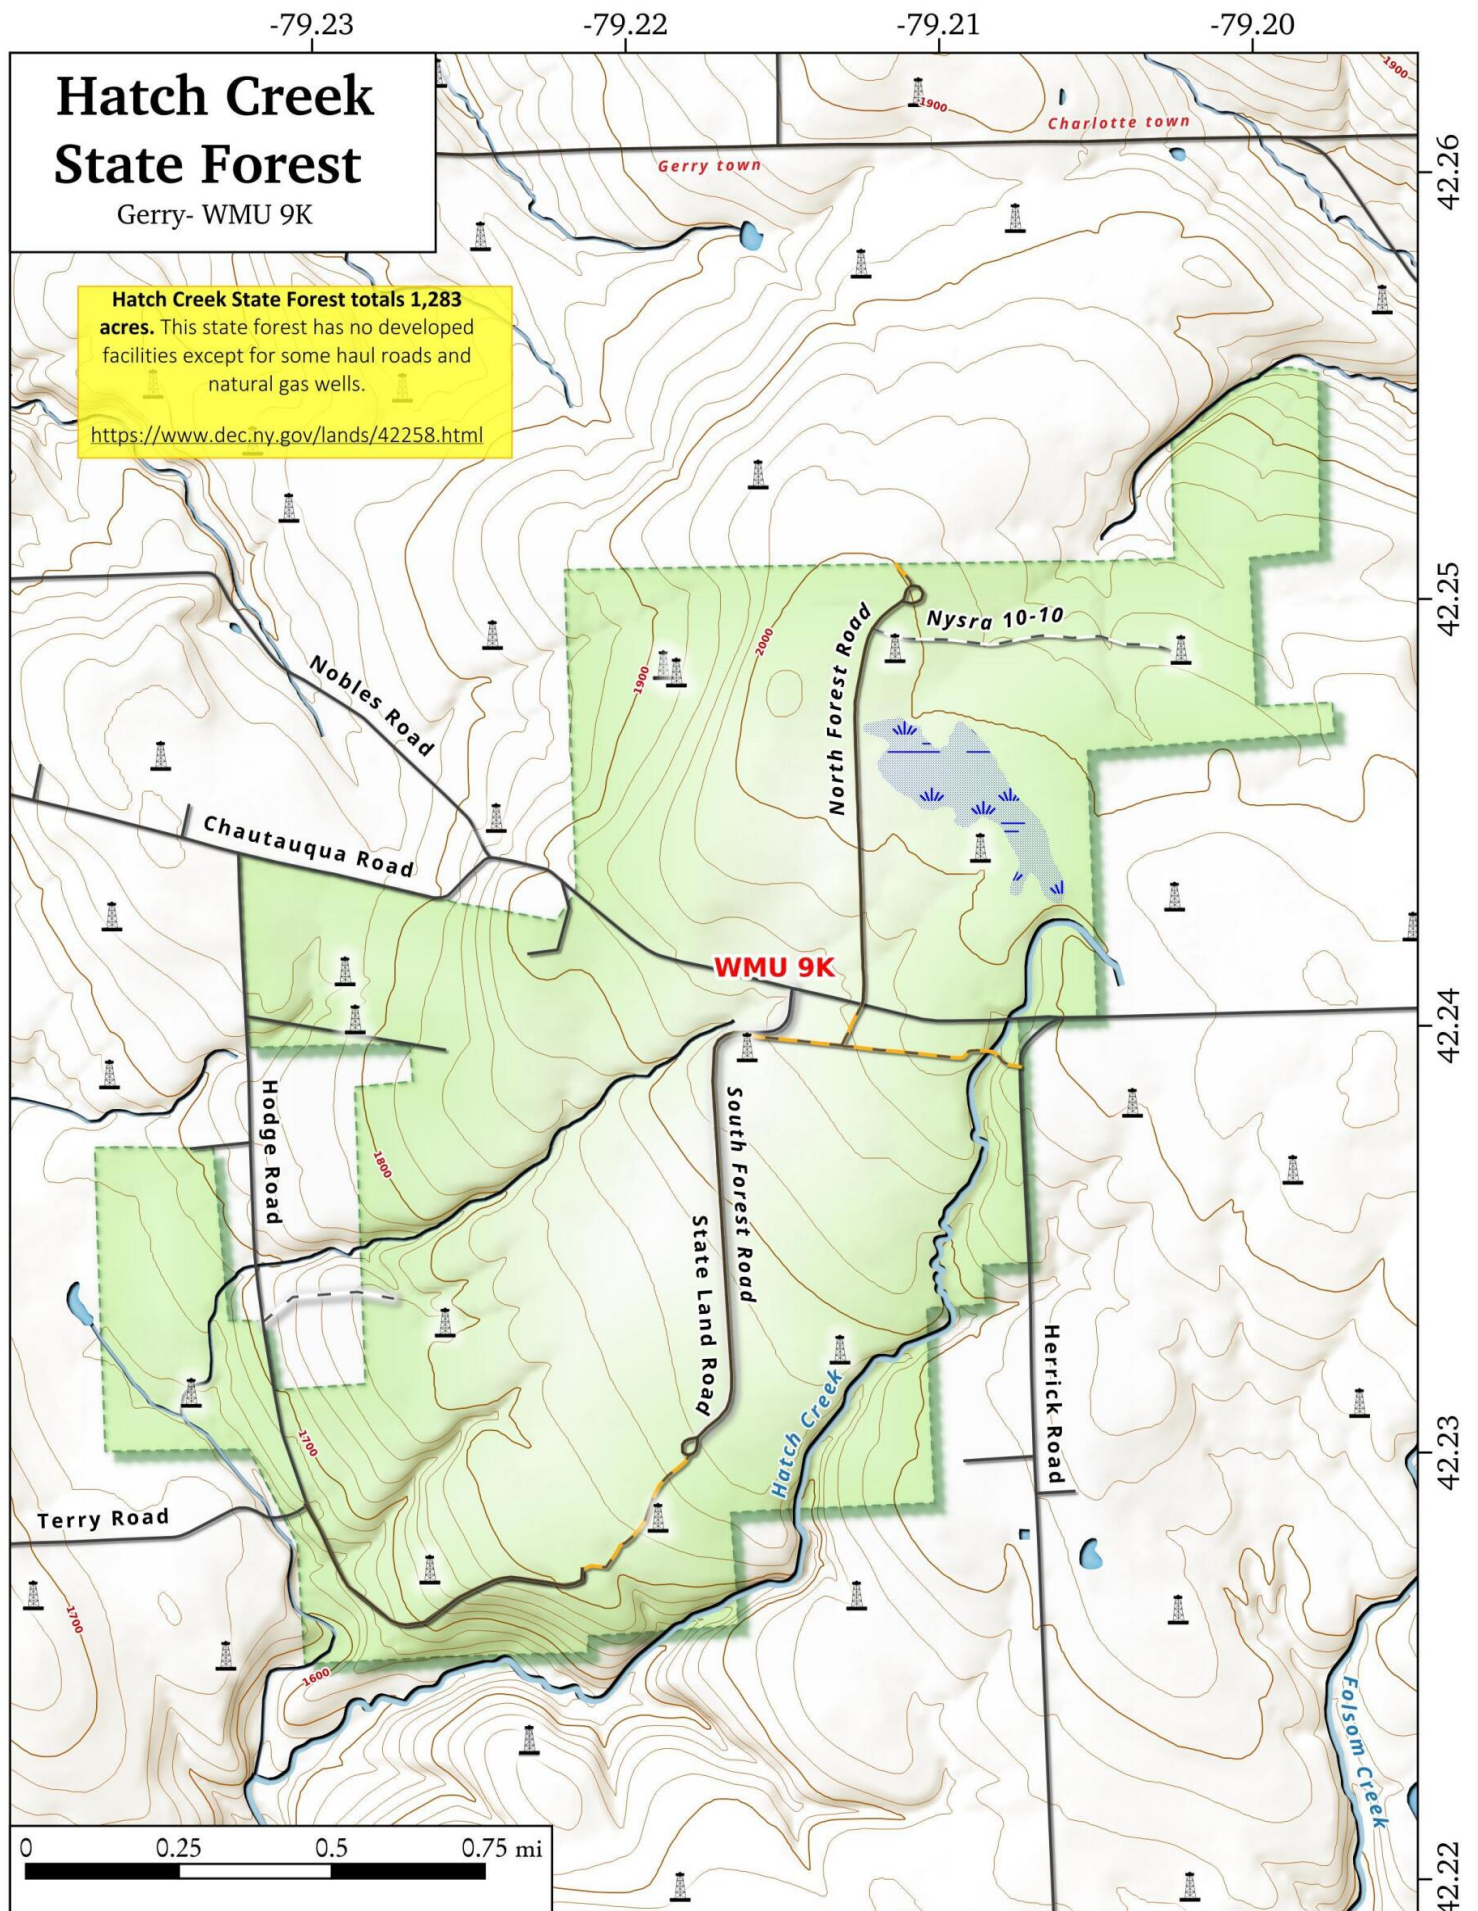 -79.23
-79.22
-79.21
-79.20
Hatch Creek
State Forest
Gerry- WMU 9K
1900
1900
Charlotte town
Gerry town
42.26
Hatch Creek State Forest totals 1,283
acres. This state forest has no developed
facilities except for some haul roads and
natural gas wells.
https://www.dec.ny.gov/lands/42258.html
42.25
Nysra 10-10
North Forest Road
2000
1900
Nobles Road
Chautauqua Road
WMU 9K
42.24
Hodge Road
1800
South Forest Road
State Land Road
Herrick Road
Hatch Creek
1700
42.23
Terry Road
1700
1600
Folsom Creek
42.22
0 0.25 0.5 0.75 mi